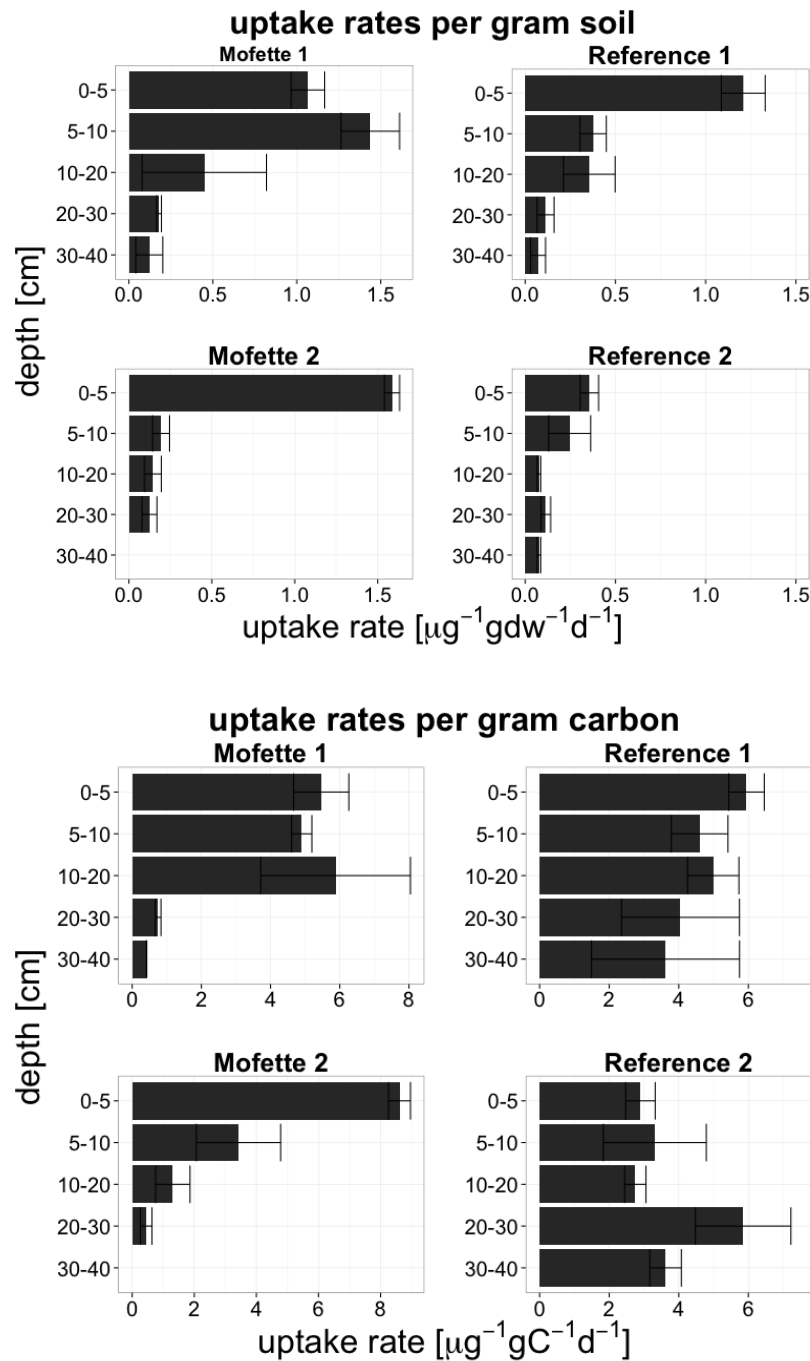 uptake rates per gram soil
Mofette 1 Reference 1
0-5 0-5
5-10 5-10
10-20 10-20
20-30 20-30
30-40 30-40
0.0 0.5 1.0 1.5 0.0 0.5 1.0 1.5
depth [cm]
Mofette 2 Reference 2
0-5 0-5
5-10 5-10
10-20 10-20
20-30 20-30
30-40 30-40
0.0 0.5 1.0 1.5 0.0 0.5 1.0 1.5
uptake rate [μg⁻¹gdw⁻¹d⁻¹]
uptake rates per gram carbon
Mofette 1 Reference 1
0-5 0-5
5-10 5-10
10-20 10-20
20-30 20-30
30-40 30-40
0 2 4 6 8 0 2 4 6
depth [cm]
Mofette 2 Reference 2
0-5 0-5
5-10 5-10
10-20 10-20
20-30 20-30
30-40 30-40
0 2 4 6 8 0 2 4 6
uptake rate [μg⁻¹gC⁻¹d⁻¹]